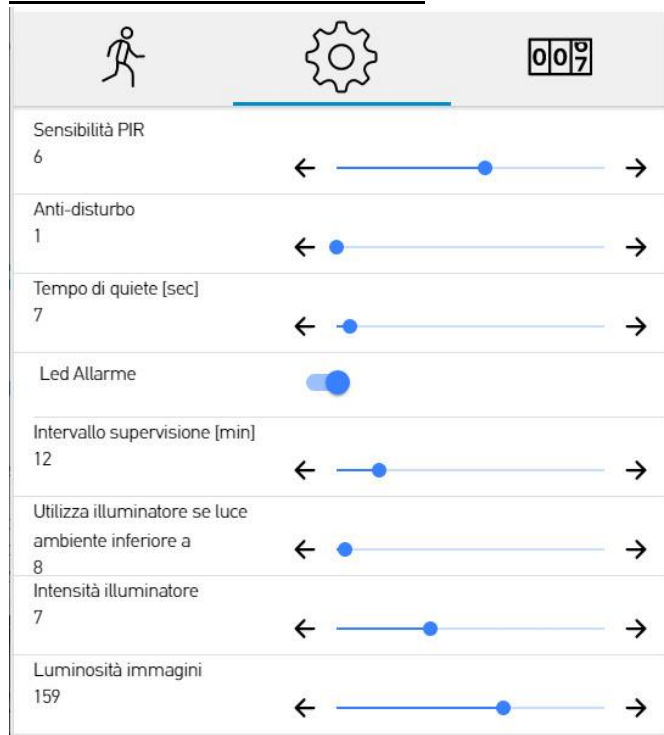 007
Sensibilità PIR
6
Anti-disturbo
1
Tempo di quiete [sec]
7
Led Allarme
Intervallo supervisione [min]
12
Utilizza illuminatore se luce
ambiente inferiore a
8
Intensità illuminatore
7
Luminosità immagini
159